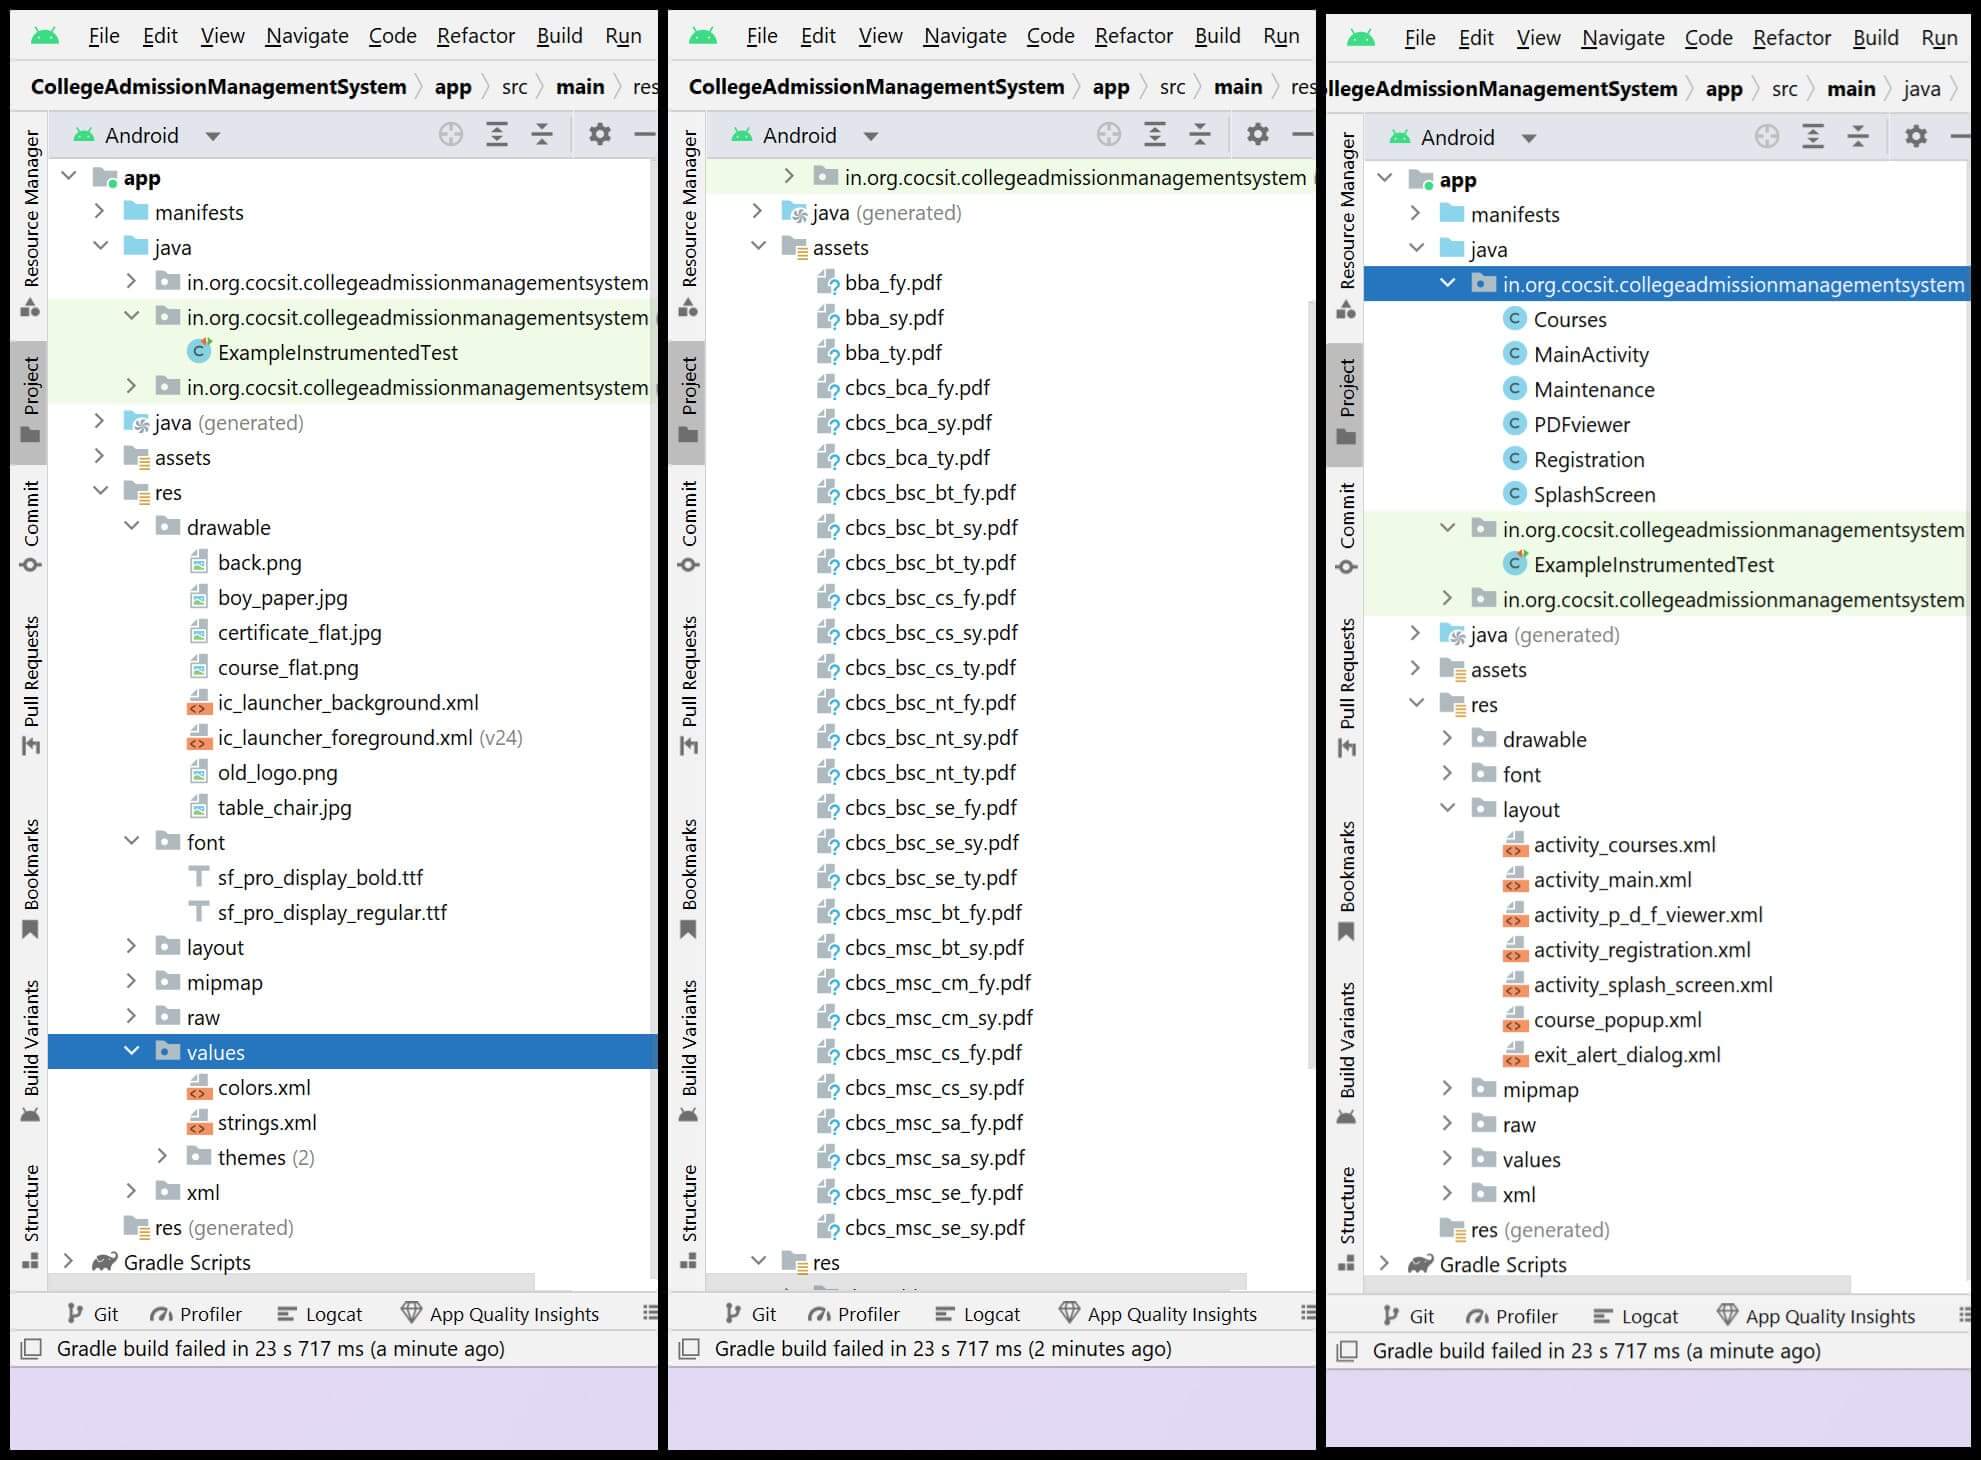 File Edit View Navigate Code Refactor Build Run
CollegeAdmissionManagementSystem app src main res
Android
app
manifests
java
in.org.cocsit.collegeadmissionmanagementsystem
in.org.cocsit.collegeadmissionmanagementsystem
ExampleInstrumentedTest
in.org.cocsit.collegeadmissionmanagementsystem
java (generated)
assets
res
drawable
back.png
boy_paper.jpg
certificate_flat.jpg
course_flat.png
ic_launcher_background.xml
ic_launcher_foreground.xml (v24)
old_logo.png
table_chair.jpg
font
sf_pro_display_bold.ttf
sf_pro_display_regular.ttf
layout
mipmap
raw
values
colors.xml
strings.xml
themes (2)
xml
res (generated)
Gradle Scripts
Resource Manager
Project
Commit
Pull Requests
Bookmarks
Build Variants
Structure
Git Profiler Logcat App Quality Insights
Gradle build failed in 23 s 717 ms (a minute ago)
File Edit View Navigate Code Refactor Build Run
CollegeAdmissionManagementSystem app src main res
Android
in.org.cocsit.collegeadmissionmanagementsystem
java (generated)
assets
bba_fy.pdf
bba_sy.pdf
bba_ty.pdf
cbcs_bca_fy.pdf
cbcs_bca_sy.pdf
cbcs_bca_ty.pdf
cbcs_bsc_bt_fy.pdf
cbcs_bsc_bt_sy.pdf
cbcs_bsc_bt_ty.pdf
cbcs_bsc_cs_fy.pdf
cbcs_bsc_cs_sy.pdf
cbcs_bsc_cs_ty.pdf
cbcs_bsc_nt_fy.pdf
cbcs_bsc_nt_sy.pdf
cbcs_bsc_nt_ty.pdf
cbcs_bsc_se_fy.pdf
cbcs_bsc_se_sy.pdf
cbcs_bsc_se_ty.pdf
cbcs_msc_bt_fy.pdf
cbcs_msc_bt_sy.pdf
cbcs_msc_cm_fy.pdf
cbcs_msc_cm_sy.pdf
cbcs_msc_cs_fy.pdf
cbcs_msc_cs_sy.pdf
cbcs_msc_sa_fy.pdf
cbcs_msc_sa_sy.pdf
cbcs_msc_se_fy.pdf
cbcs_msc_se_sy.pdf
res
Resource Manager
Project
Commit
Pull Requests
Bookmarks
Build Variants
Structure
Git Profiler Logcat App Quality Insights
Gradle build failed in 23 s 717 ms (2 minutes ago)
File Edit View Navigate Code Refactor Build Run
llegeAdmissionManagementSystem app src main java
Android
app
manifests
java
in.org.cocsit.collegeadmissionmanagementsystem
Courses
MainActivity
Maintenance
PDFviewer
Registration
SplashScreen
in.org.cocsit.collegeadmissionmanagementsystem
ExampleInstrumentedTest
in.org.cocsit.collegeadmissionmanagementsystem
java (generated)
assets
res
drawable
font
layout
activity_courses.xml
activity_main.xml
activity_p_d_f_viewer.xml
activity_registration.xml
activity_splash_screen.xml
course_popup.xml
exit_alert_dialog.xml
mipmap
raw
values
xml
res (generated)
Gradle Scripts
Resource Manager
Project
Commit
Pull Requests
Bookmarks
Build Variants
Structure
Git Profiler Logcat App Quality Insights
Gradle build failed in 23 s 717 ms (a minute ago)